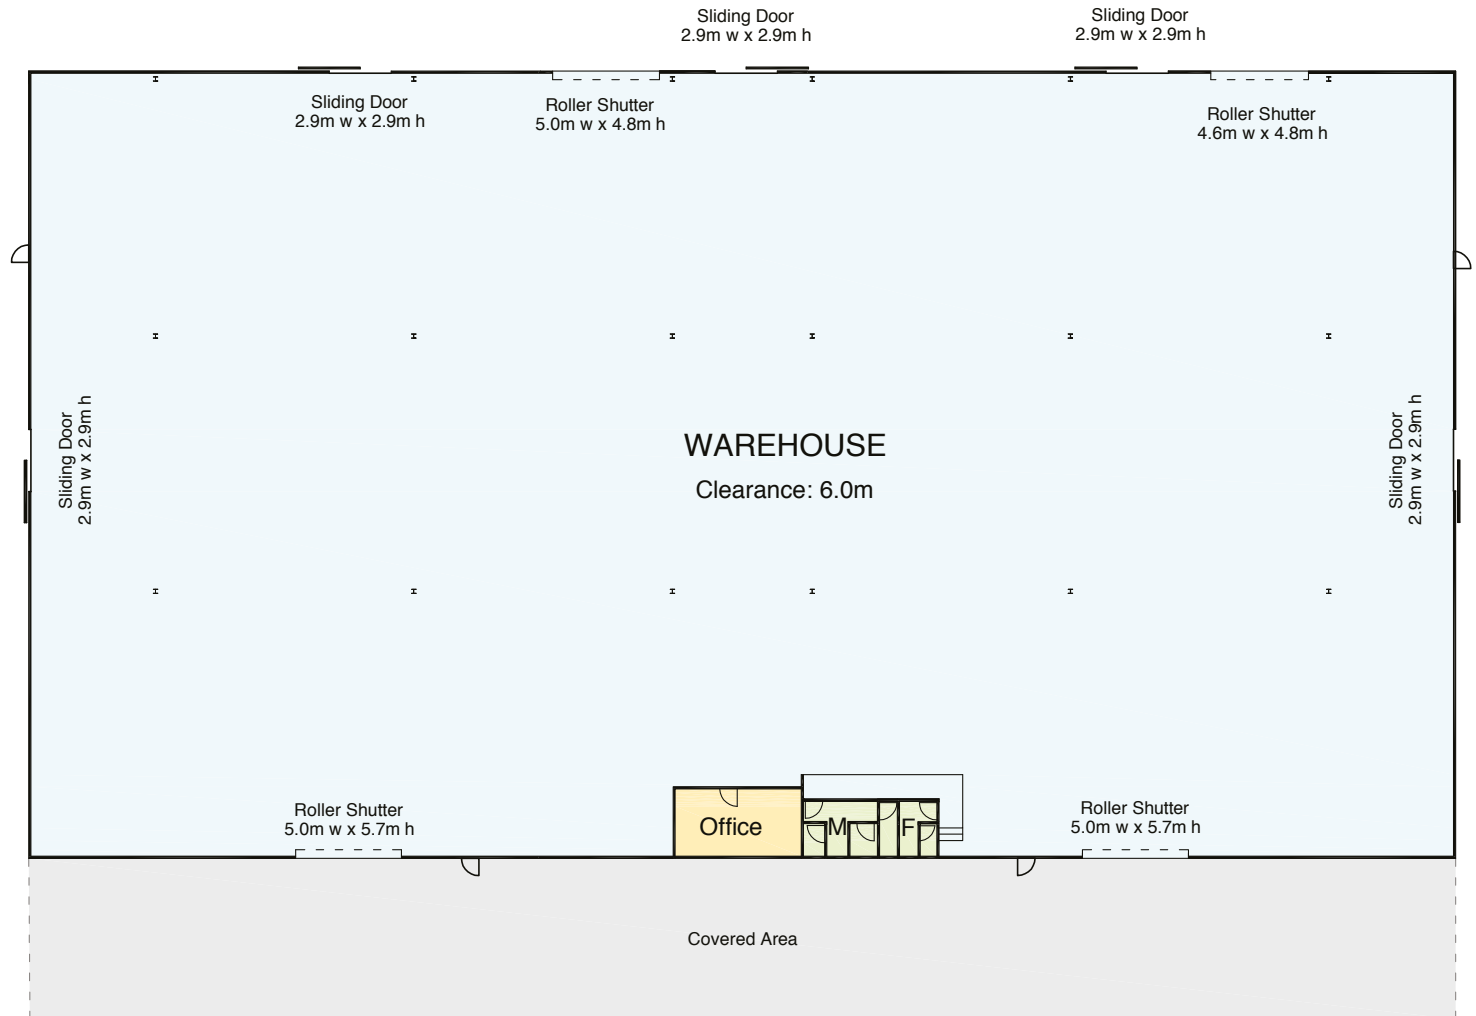 Sliding Door
2.9m w x 2.9m h
Sliding Door
2.9m w x 2.9m h
Sliding Door
2.9m w x 2.9m h
Roller Shutter
5.0m w x 4.8m h
Roller Shutter
4.6m w x 4.8m h
Sliding Door
2.9m w x 2.9m h
WAREHOUSE
Clearance: 6.0m
Sliding Door
2.9m w x 2.9m h
Roller Shutter
5.0m w x 5.7m h
Office
M
F
Roller Shutter
5.0m w x 5.7m h
Covered Area